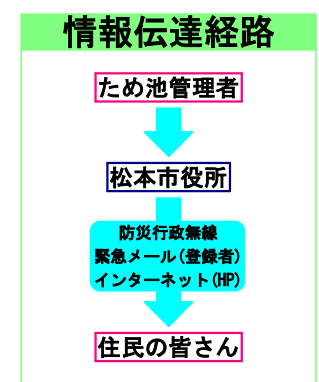 情報伝達経路
ため池管理者
松本市役所
防災行政無線
緊急メール(登録者)
インターネット(HP)
住民の皆さん